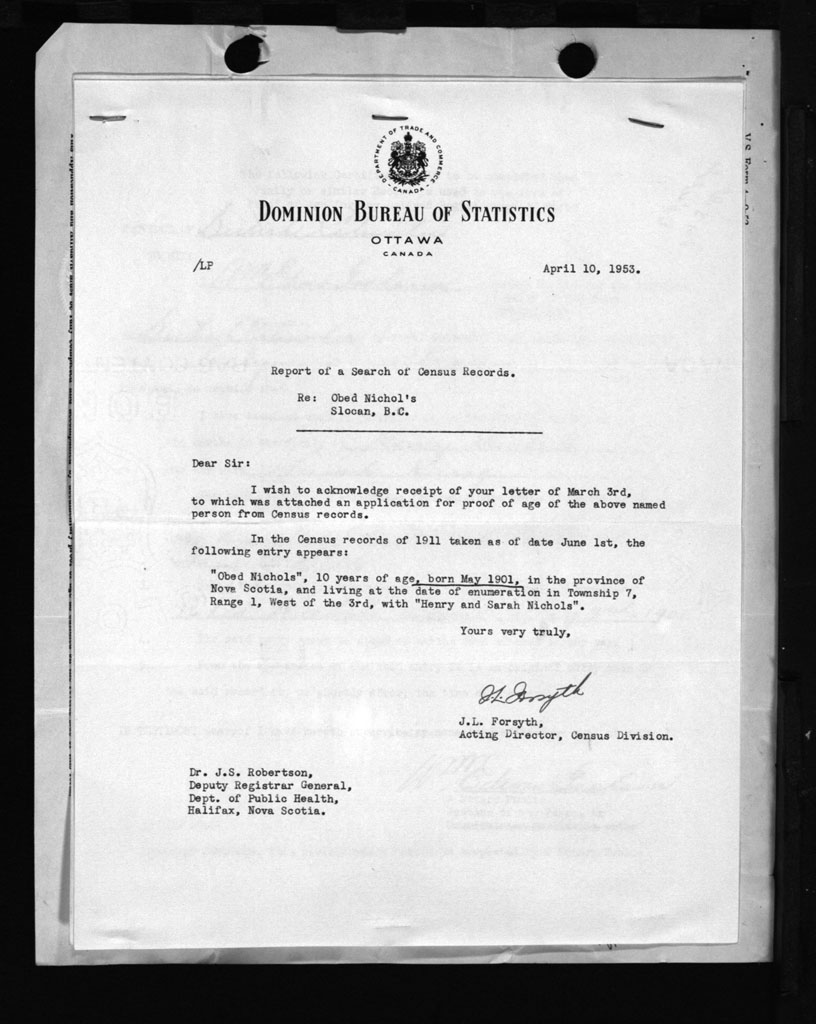 DEPARTMENT OF TRADE AND COMMERCE
CANADA
DOMINION BUREAU OF STATISTICS
OTTAWA
CANADA
/LP
April 10, 1953.
Report of a Search of Census Records.
Re: Obed Nichol's
Slocan, B.C.
Dear Sir:
I wish to acknowledge receipt of your letter of March 3rd,
to which was attached an application for proof of age of the above named
person from Census records.
In the Census records of 1911 taken as of date June 1st, the
following entry appears:
"Obed Nichols", 10 years of age, born May 1901, in the province of
Nova Scotia, and living at the date of enumeration in Township 7,
Range 1, West of the 3rd, with "Henry and Sarah Nichols".
Yours very truly,
J.L. Forsyth
J.L. Forsyth,
Acting Director, Census Division.
Dr. J.S. Robertson,
Deputy Registrar General,
Dept. of Public Health,
Halifax, Nova Scotia.